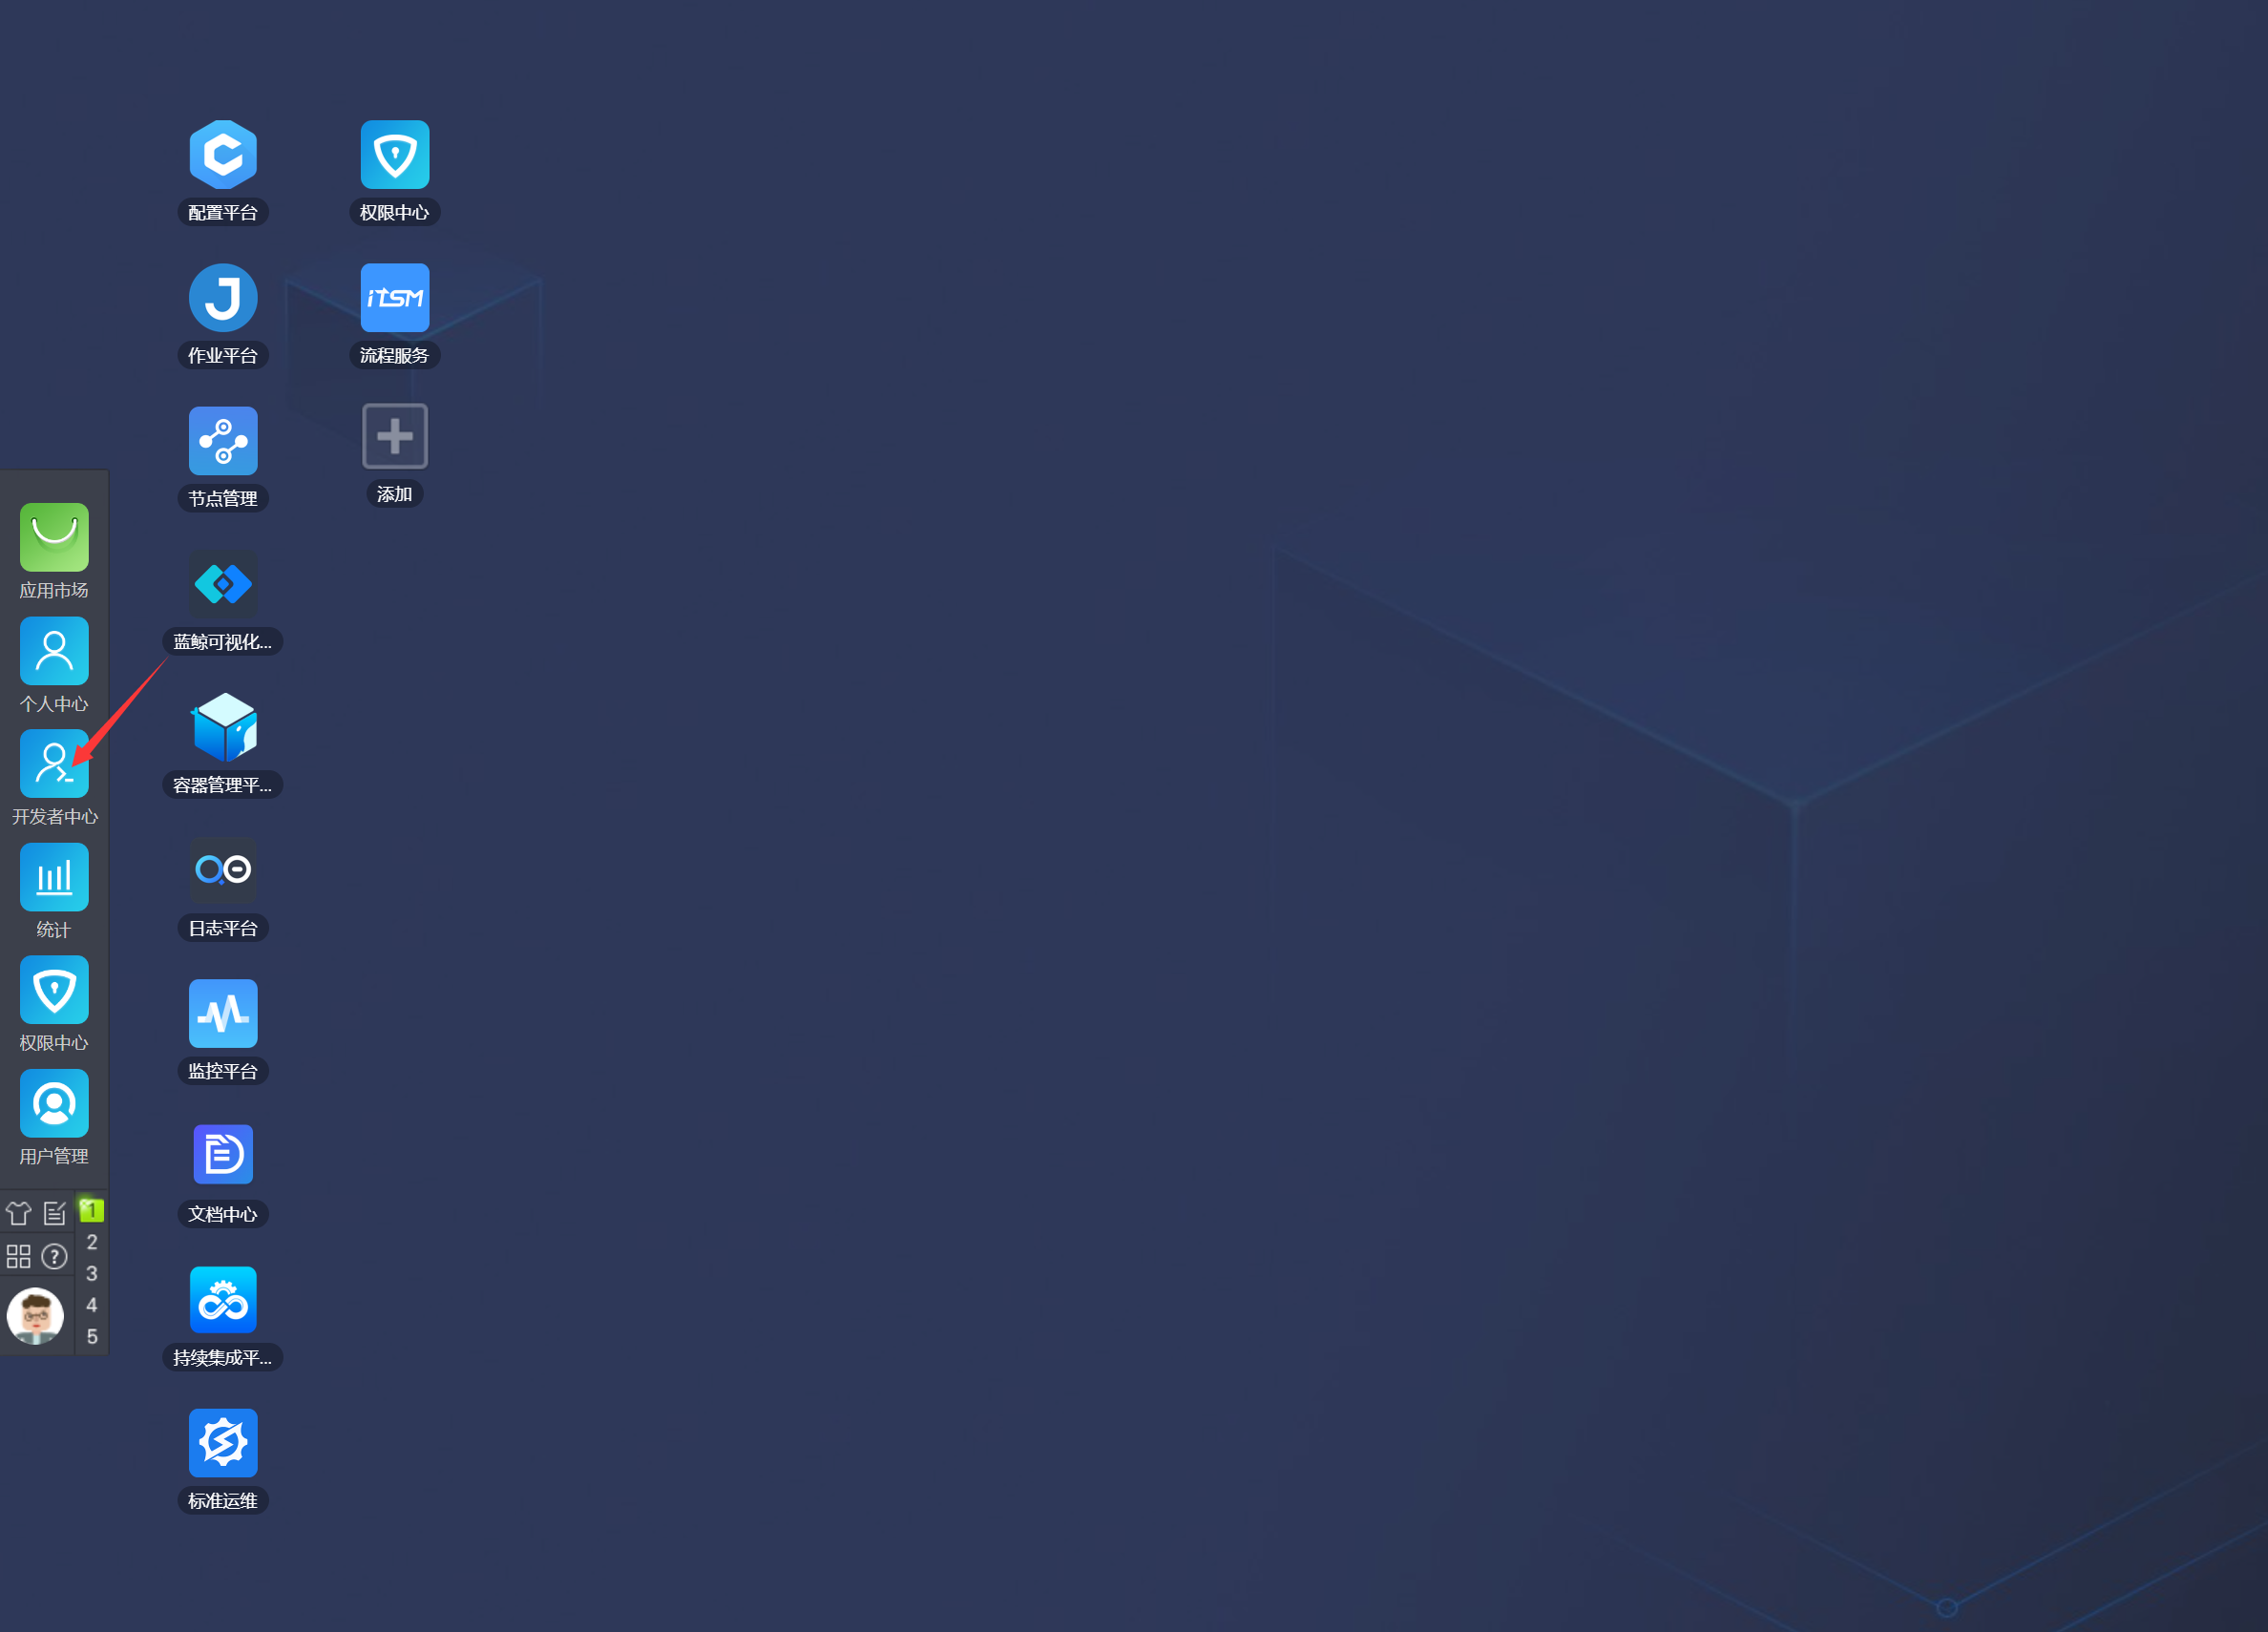 配置平台
权限中心
作业平台
iTSM
流程服务
节点管理
添加
蓝鲸可视化...
容器管理平...
日志平台
监控平台
文档中心
持续集成平...
标准运维
应用市场
个人中心
开发者中心
统计
权限中心
用户管理
1
2
3
4
5